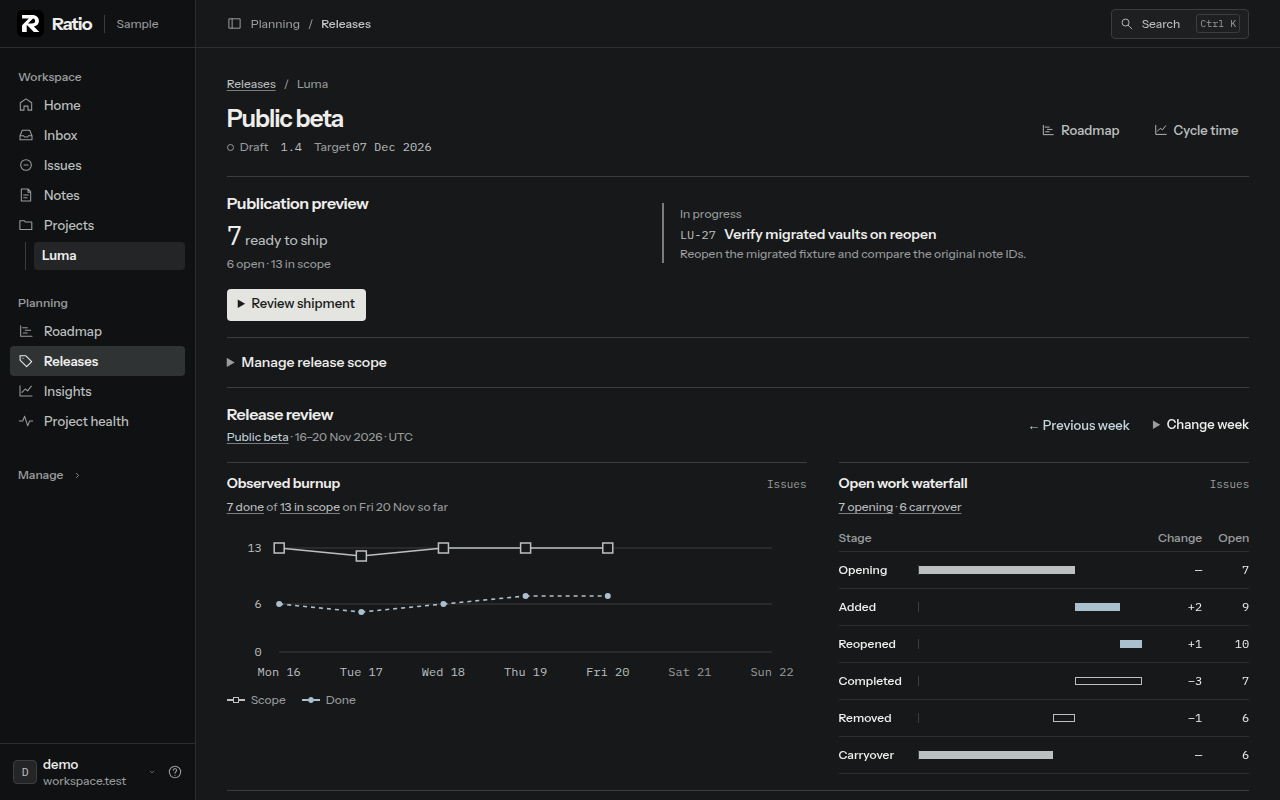 Ratio Sample
Workspace
Home
Inbox
Issues
Notes
Projects
Luma
Planning
Roadmap
Releases
Insights
Project health
Manage
D demo
workspace.test
Planning / Releases
Search Ctrl K
Releases / Luma
Public beta
Draft 1.4 Target 07 Dec 2026
Roadmap Cycle time
Publication preview
7 ready to ship
6 open · 13 in scope
Review shipment
In progress
LU-27 Verify migrated vaults on reopen
Reopen the migrated fixture and compare the original note IDs.
Manage release scope
Release review
Public beta · 16–20 Nov 2026 · UTC
← Previous week Change week
Observed burnup Issues
7 done of 13 in scope on Fri 20 Nov so far
13
6
0
Mon 16 Tue 17 Wed 18 Thu 19 Fri 20 Sat 21 Sun 22
Scope Done
Open work waterfall Issues
7 opening · 6 carryover
Stage Change Open
Opening — 7
Added +2 9
Reopened +1 10
Completed −3 7
Removed −1 6
Carryover — 6